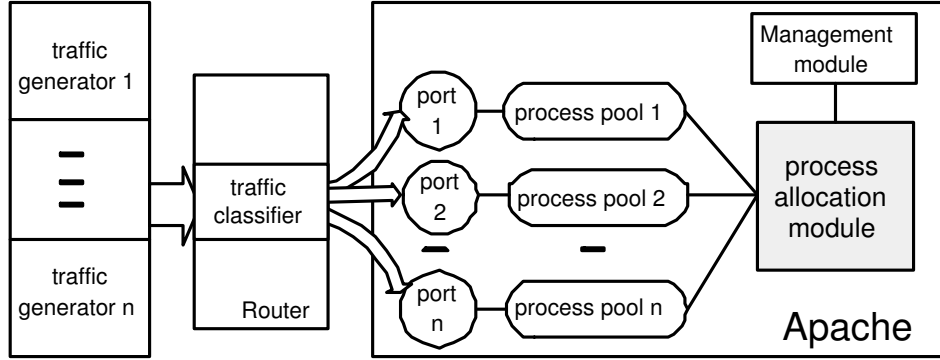 traffic
generator 1
traffic
generator n
traffic
classifier
Router
port
1
process pool 1
port
2
process pool 2
port
n
process pool n
Management
module
process
allocation
module
Apache